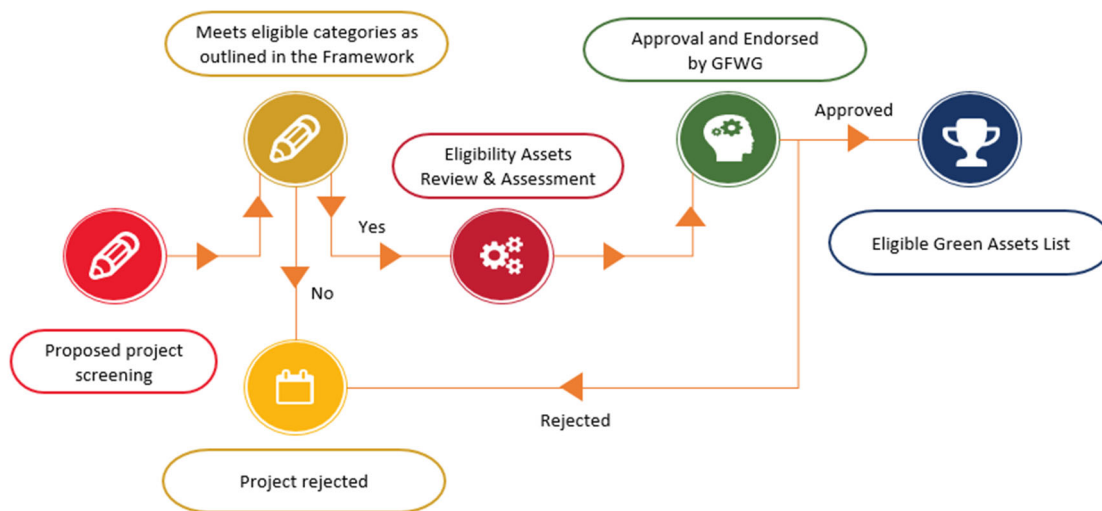 Meets eligible categories as
outlined in the Framework
Approval and Endorsed
by GFWG
Approved
Eligibility Assets
Review & Assessment
Yes
Eligible Green Assets List
No
Proposed project
screening
Rejected
Project rejected